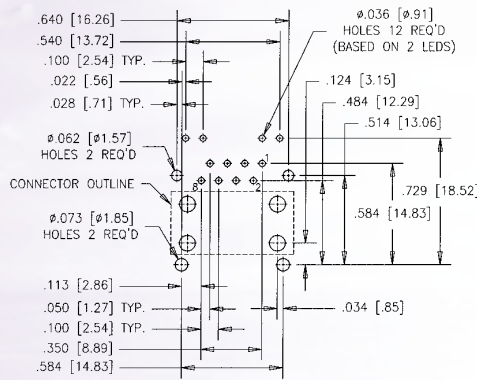 .640 [16.26]
.540 [13.72]
.100 [2.54] TYP.
.022 [.56]
.028 [.71] TYP.
ø.036 [ø.91]
HOLES 12 REQ'D
(BASED ON 2 LEDS)
.124 [3.15]
.484 [12.29]
.514 [13.06]
ø.062 [ø1.57]
HOLES 2 REQ'D
1
CONNECTOR OUTLINE
8
2
.729 [18.52]
.584 [14.83]
ø.073 [ø1.85]
HOLES 2 REQ'D
.113 [2.86]
.050 [1.27] TYP.
.034 [.85]
.100 [2.54] TYP.
.350 [8.89]
.584 [14.83]